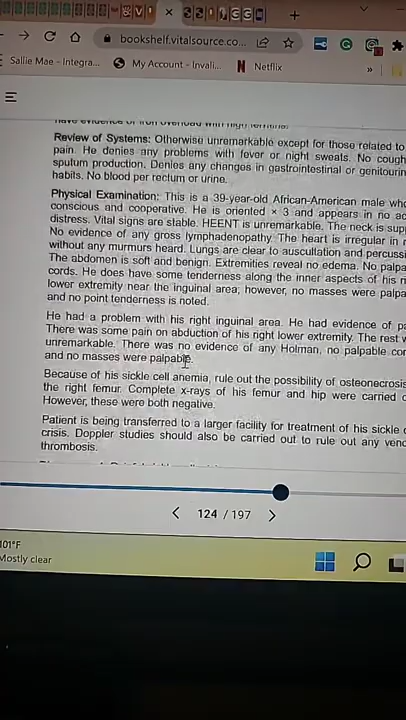 bookshelf.vitalsource.co...
Sallie Mae - Integra... My Account - Invali... Netflix »
Review of Systems: Otherwise unremarkable except for those related to
pain. He denies any problems with fever or night sweats. No cough
sputum production. Denies any changes in gastrointestinal or genitourin
habits. No blood per rectum or urine.
Physical Examination: This is a 39-year-old African-American male who
conscious and cooperative. He is oriented × 3 and appears in no ac
distress. Vital signs are stable. HEENT is unremarkable. The neck is sup
No evidence of any gross lymphadenopathy. The heart is irregular in r
without any murmurs heard. Lungs are clear to auscultation and percuss
The abdomen is soft and benign. Extremities reveal no edema. No palpa
cords. He does have some tenderness along the inner aspects of his ri
lower extremity near the inguinal area; however, no masses were palpa
and no point tenderness is noted.
He had a problem with his right inguinal area. He had evidence of pa
There was some pain on abduction of his right lower extremity. The rest w
unremarkable. There was no evidence of any Holman, no palpable cor
and no masses were palpable.
Because of his sickle cell anemia, rule out the possibility of osteonecrosis
the right femur. Complete x-rays of his femur and hip were carried o
However, these were both negative.
Patient is being transferred to a larger facility for treatment of his sickle c
crisis. Doppler studies should also be carried out to rule out any veno
thrombosis.
< 124 / 197 >
101°F
Mostly clear